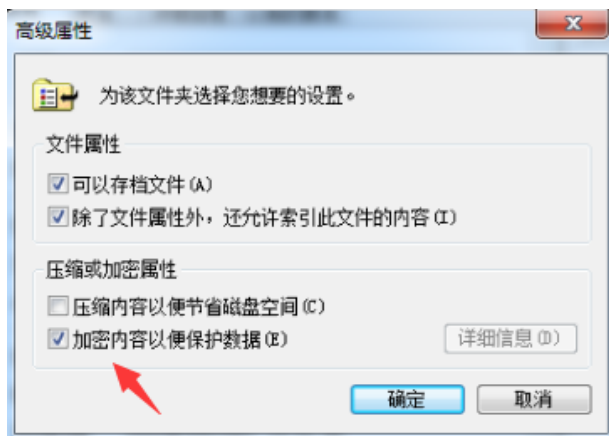 高级属性
为该文件夹选择您想要的设置。
文件属性
可以存档文件(A)
除了文件属性外，还允许索引此文件的内容(I)
压缩或加密属性
压缩内容以便节省磁盘空间(C)
加密内容以便保护数据(E)
详细信息(D)
确定
取消